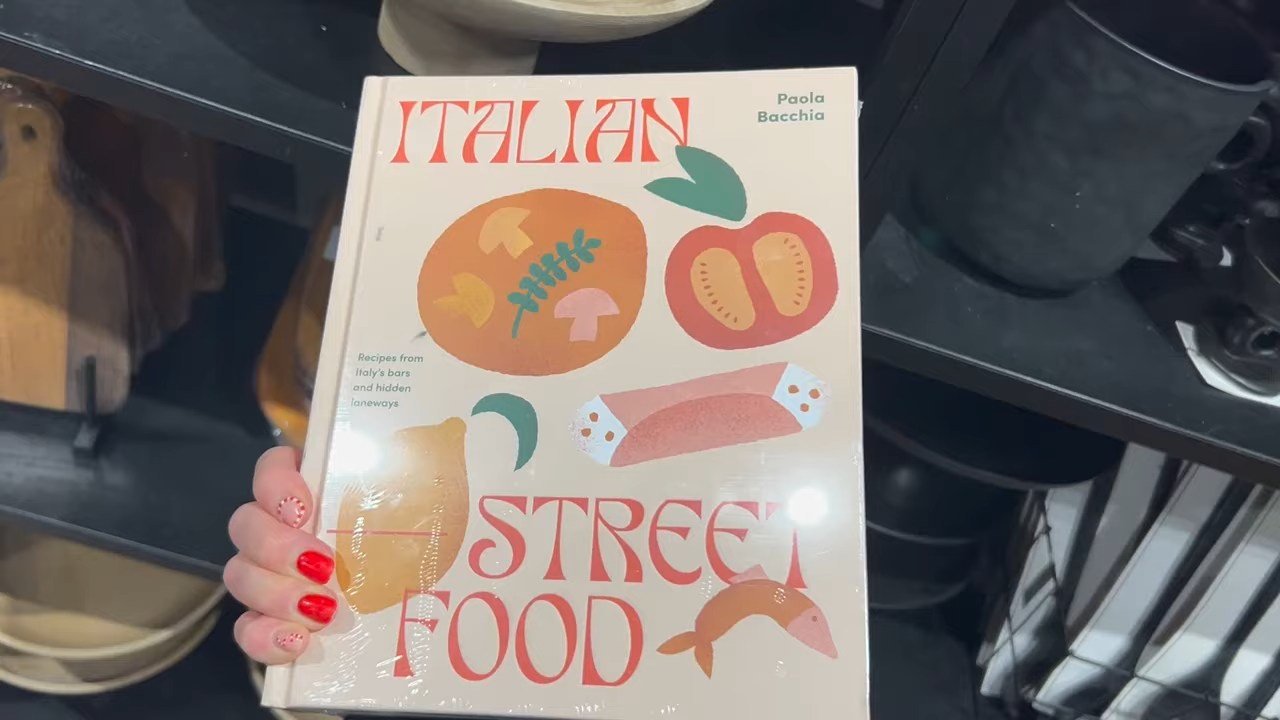 ITALIAN
Paola
Bacchia
Recipes from
Italy's bars
and hidden
laneways
STREET
FOOD